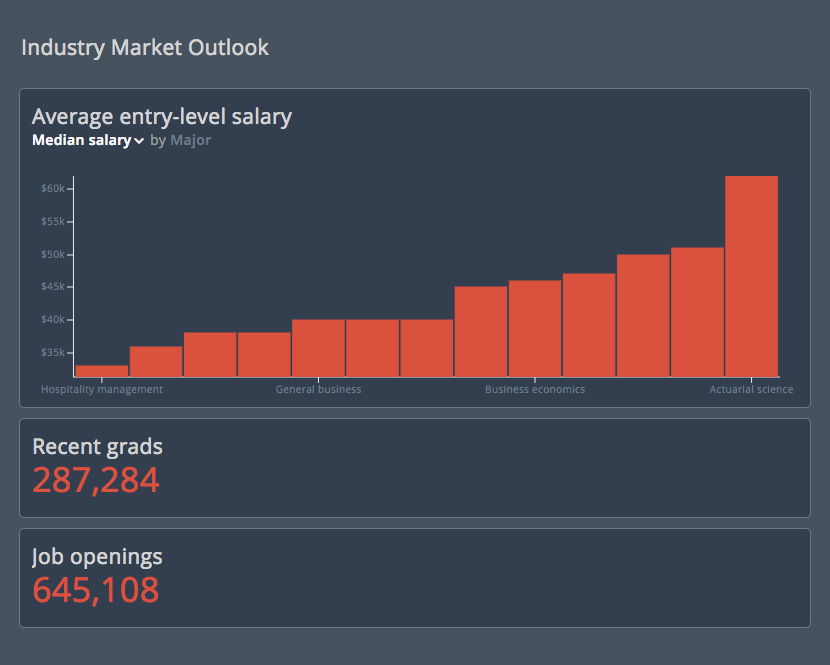 Industry Market Outlook
Average entry-level salary
Median salary by Major
$60k
$55k
$50k
$45k
$40k
$35k
Hospitality management General business Business economics Actuarial science
Recent grads
287,284
Job openings
645,108